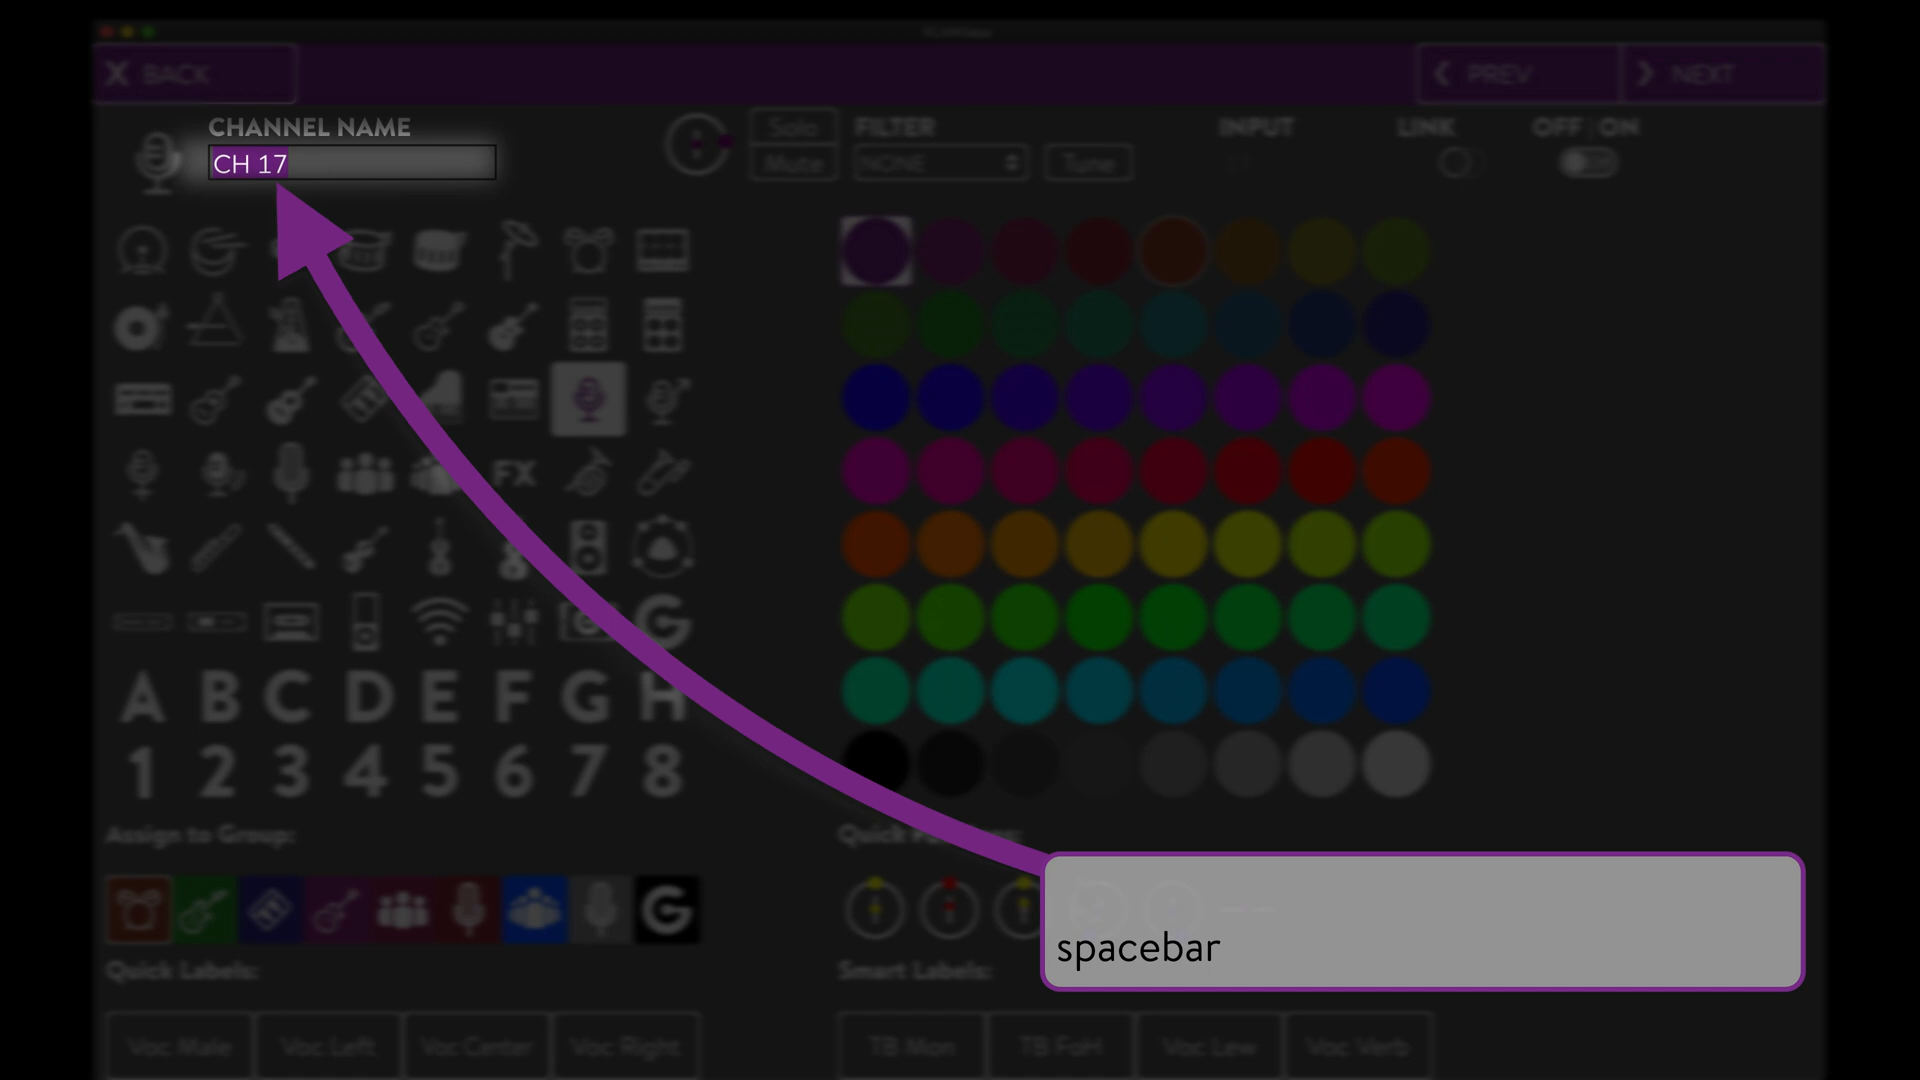 BACK
PREV
NEXT
CHANNEL NAME
CH 17
Solo
Mute
FILTER
NONE
Tune
INPUT
LINK
OFF ON
FX
G
A B C D E F G H
1 2 3 4 5 6 7 8
Assign to Group:
Quick
G
spacebar
Quick Labels:
Smart Labels:
Voc Male
Voc Left
Voc Center
Voc Right
TB Mon
TB FoH
Voc Lew
Voc Verb